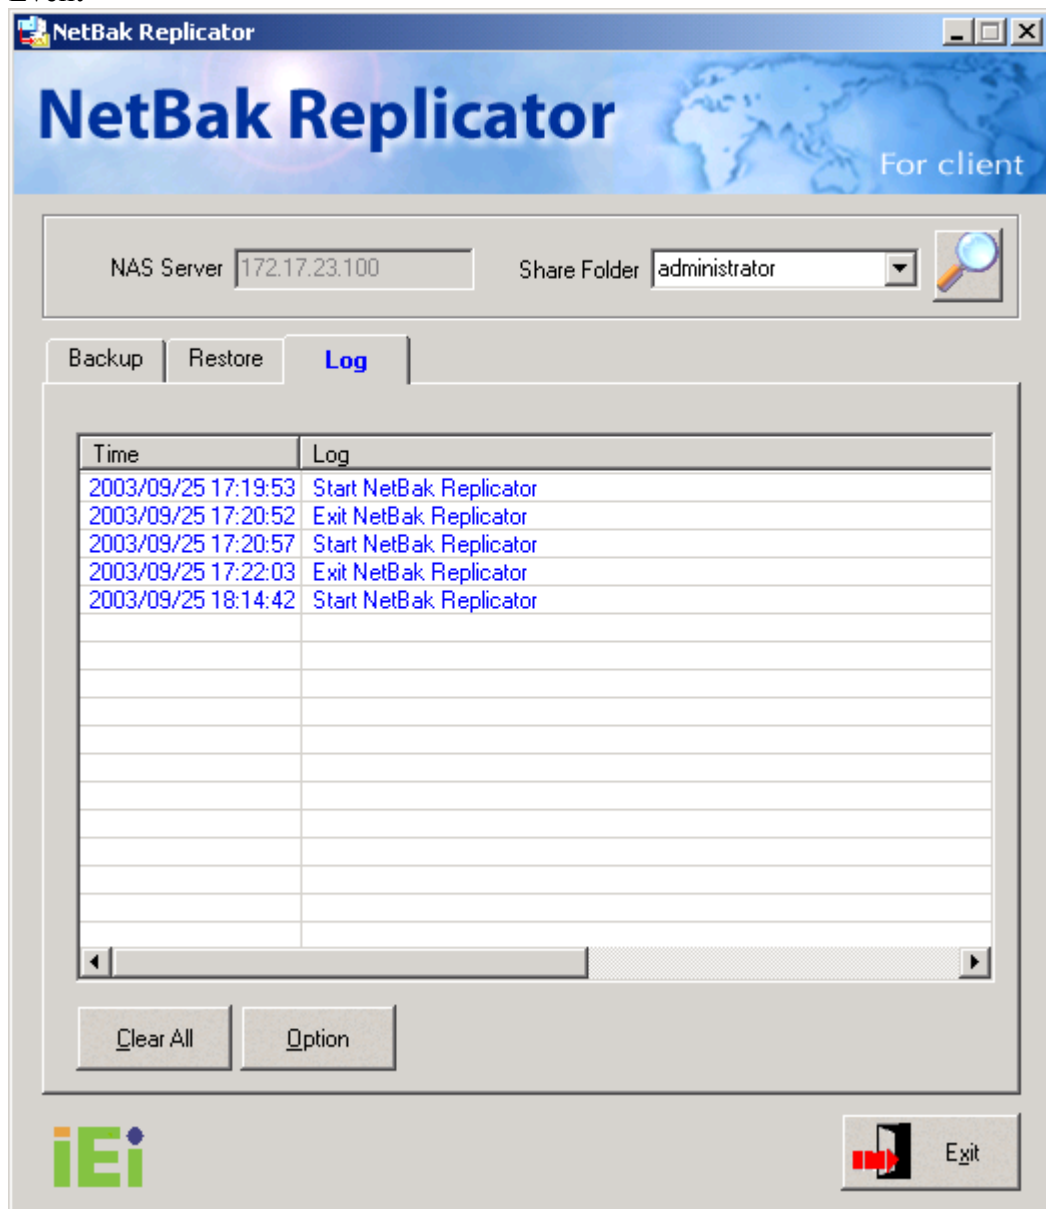 NetBak Replicator
NetBak Replicator
For client
NAS Server 172.17.23.100 Share Folder administrator
Backup Restore Log
Time Log
2003/09/25 17:19:53 Start NetBak Replicator
2003/09/25 17:20:52 Exit NetBak Replicator
2003/09/25 17:20:57 Start NetBak Replicator
2003/09/25 17:22:03 Exit NetBak Replicator
2003/09/25 18:14:42 Start NetBak Replicator
Clear All Option
iEi Exit